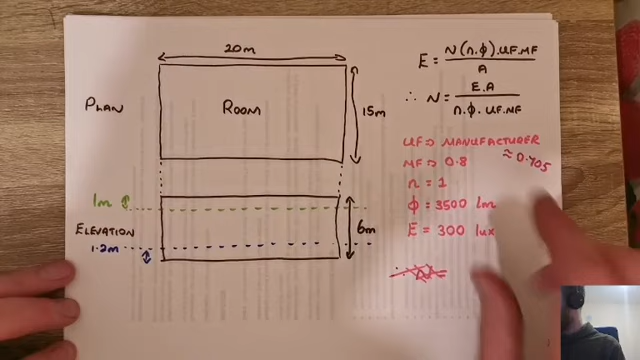 20m
E = N(n.ϕ).UF.MF / A
∴ N = E.A / n.ϕ.UF.MF
PLAN
ROOM
15m
UF => MANUFACTURER
≈ 0.705
MF => 0.8
n = 1
1m
ϕ = 3500 lm
ELEVATION
6m
E = 300 lux
1.2m